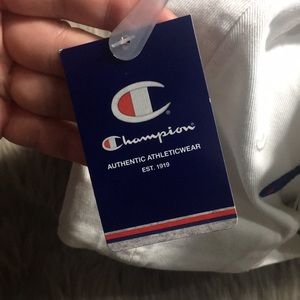 Champion
AUTHENTIC ATHLETICWEAR
EST. 1919